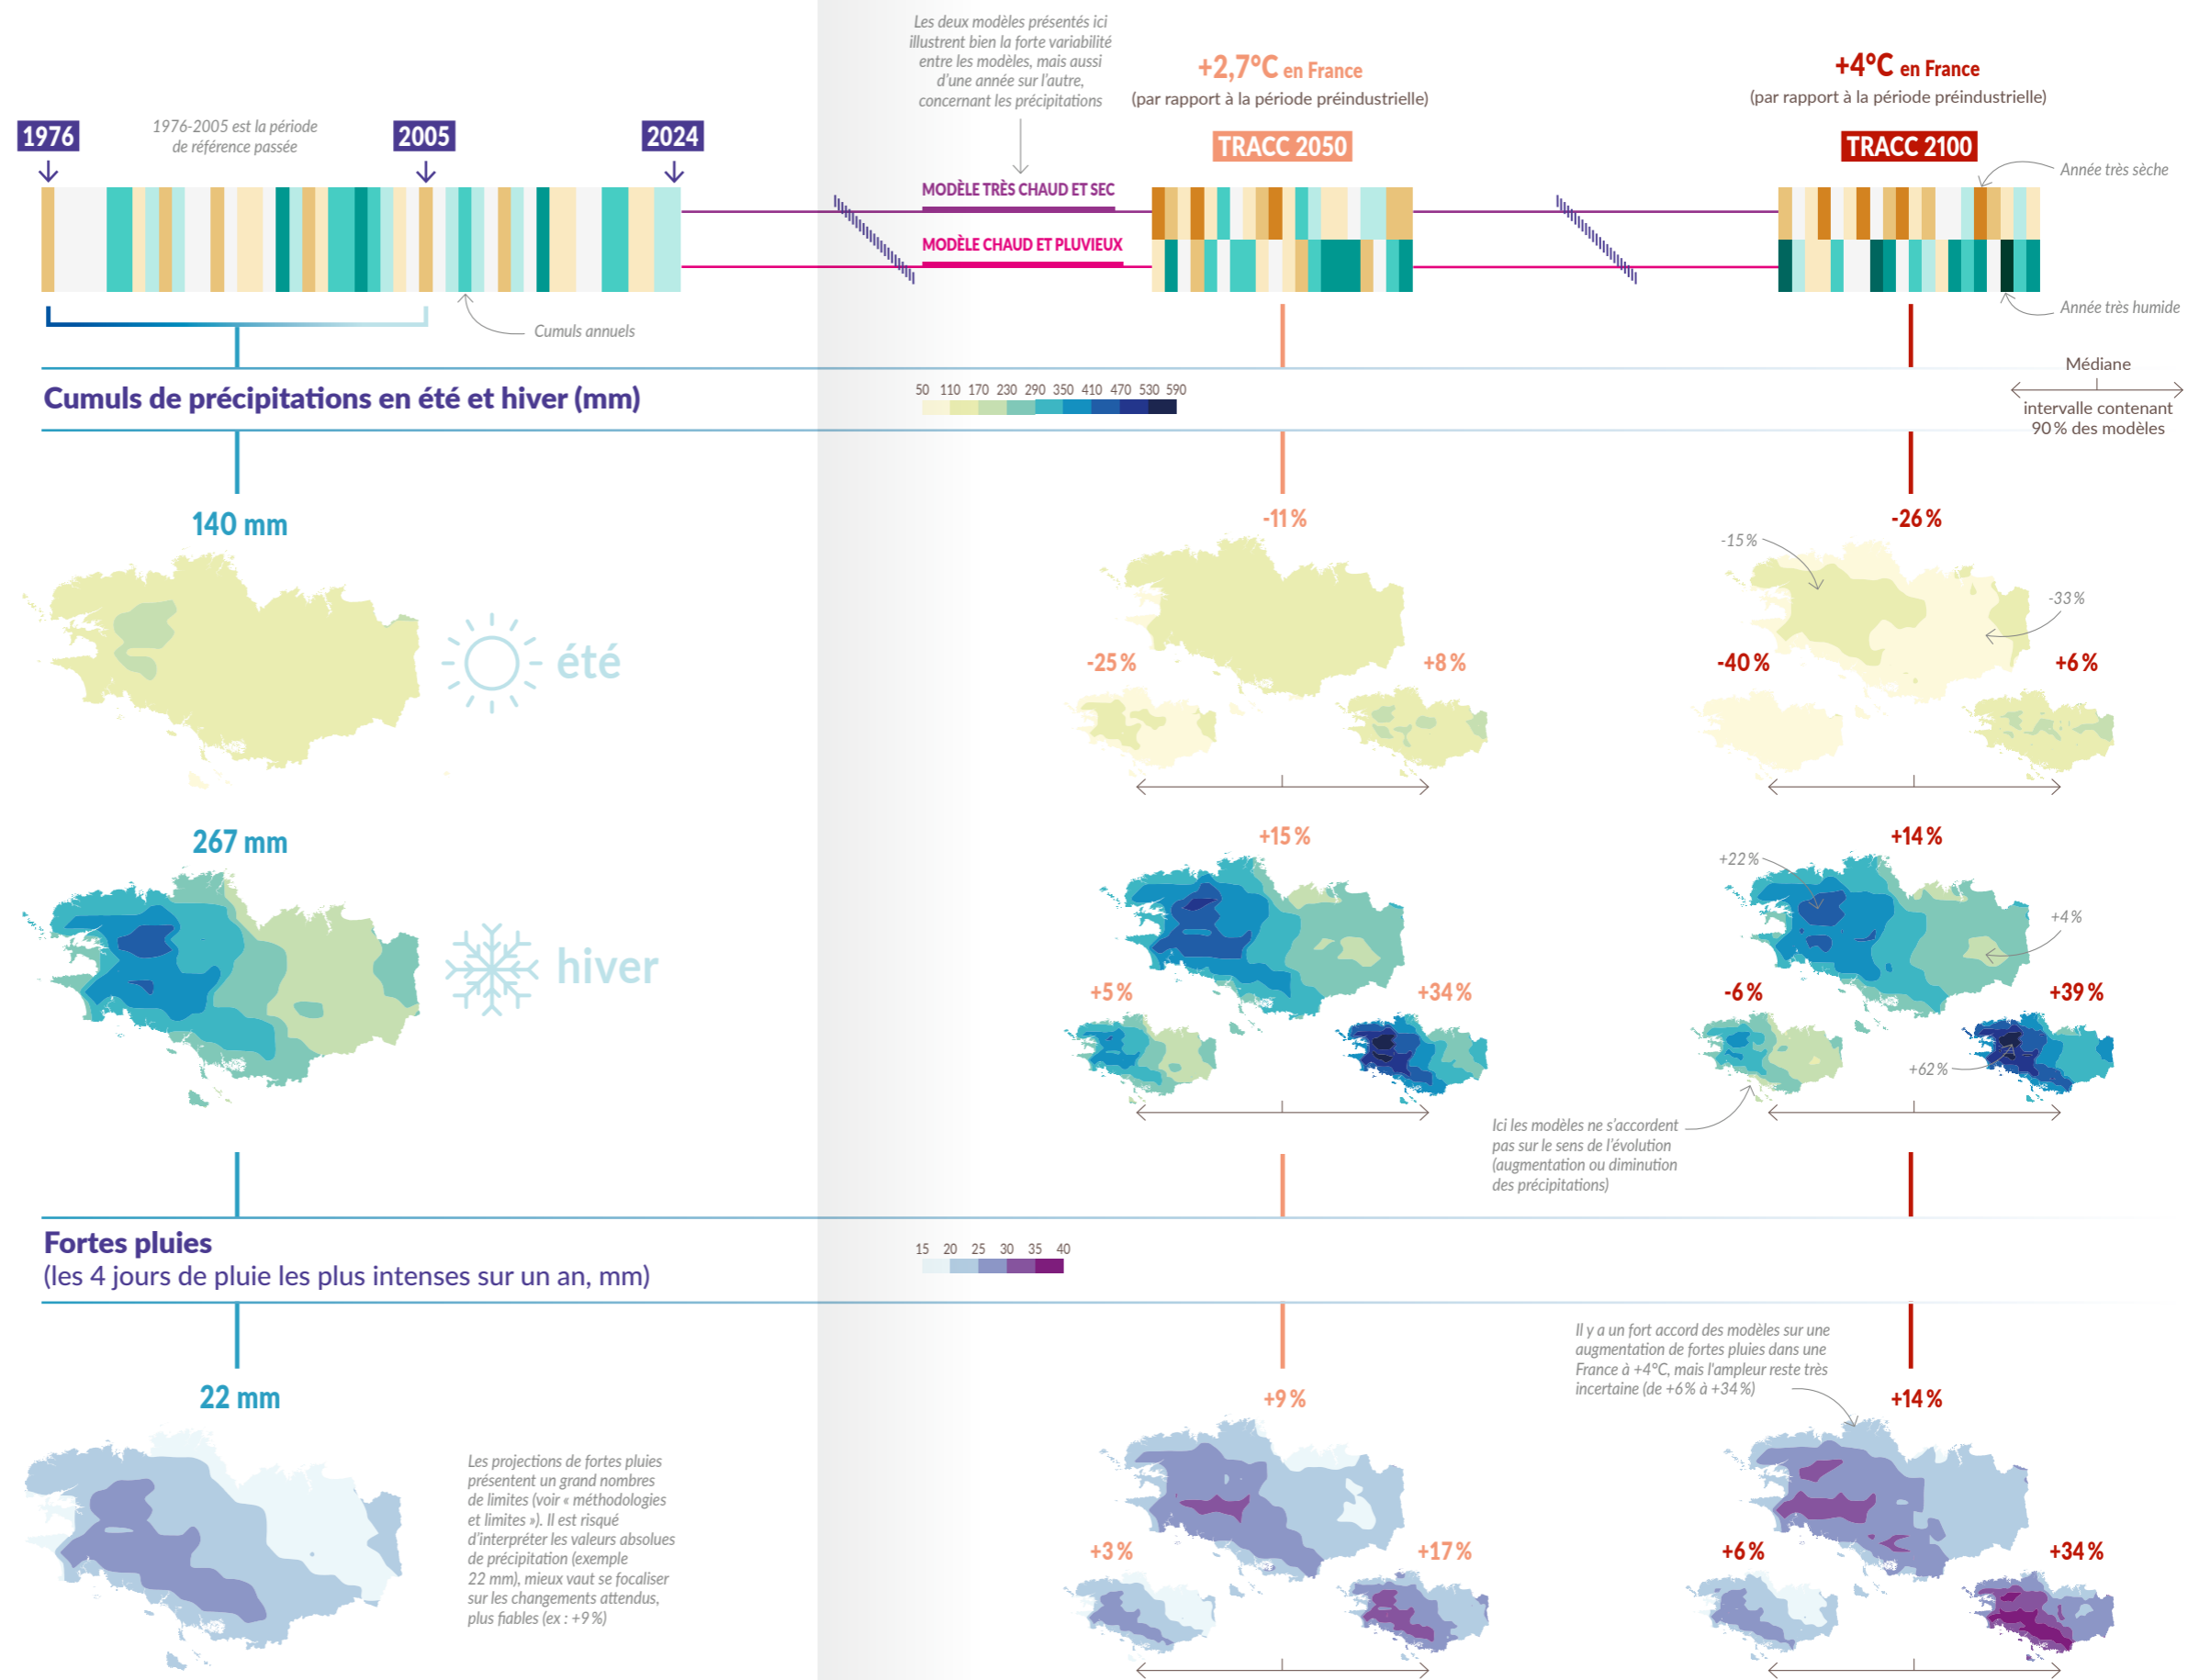 Les deux modèles présentés ici
illustrent bien la forte variabilité
entre les modèles, mais aussi
d'une année sur l'autre,
concernant les précipitations
+2,7°C en France
(par rapport à la période préindustrielle)
+4°C en France
(par rapport à la période préindustrielle)
1976
1976-2005 est la période
de référence passée
2005
2024
TRACC 2050
TRACC 2100
Année très sèche
MODÈLE TRÈS CHAUD ET SEC
MODÈLE CHAUD ET PLUVIEUX
Année très humide
Cumuls annuels
Cumuls de précipitations en été et hiver (mm)
50 110 170 230 290 350 410 470 530 590
Médiane
intervalle contenant
90 % des modèles
140 mm
-11 %
-26 %
-15 %
-33 %
été
-25 %
+8 %
-40 %
+6 %
267 mm
+15 %
+14 %
+22 %
+4 %
hiver
+5 %
+34 %
-6 %
+39 %
+62 %
Ici les modèles ne s'accordent
pas sur le sens de l'évolution
(augmentation ou diminution
des précipitations)
Fortes pluies
(les 4 jours de pluie les plus intenses sur un an, mm)
15 20 25 30 35 40
Il y a un fort accord des modèles sur une
augmentation de fortes pluies dans une
France à +4°C, mais l'ampleur reste très
incertaine (de +6 % à +34 %)
22 mm
+9 %
+14 %
Les projections de fortes pluies
présentent un grand nombres
de limites (voir « méthodologies
et limites »). Il est risqué
d'interpréter les valeurs absolues
de précipitation (exemple
22 mm), mieux vaut se focaliser
sur les changements attendus,
plus fiables (ex : +9 %)
+3 %
+17 %
+6 %
+34 %